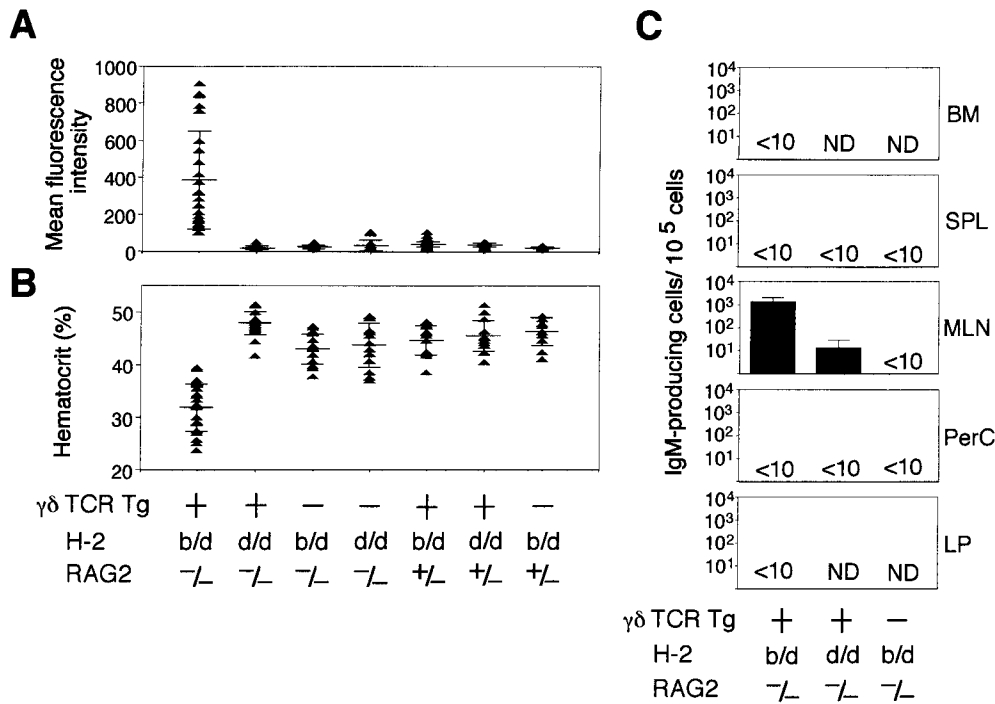 A
Mean fluorescence
intensity
1000
800
600
400
200
0
B
Hematocrit (%)
50
40
30
20
γδ TCR Tg + + − − + + −
H-2 b/d d/d b/d d/d b/d d/d b/d
RAG2 −/− −/− −/− −/− +/− +/− +/−
C
IgM-producing cells/ 10⁵ cells
10⁴
10³
10²
10¹
<10 ND ND
BM
10⁴
10³
10²
10¹
<10 <10 <10
SPL
10⁴
10³
10²
10¹
<10
MLN
10⁴
10³
10²
10¹
<10 <10 <10
PerC
10⁴
10³
10²
10¹
<10 ND ND
LP
γδ TCR Tg + + −
H-2 b/d d/d b/d
RAG2 −/− −/− −/−